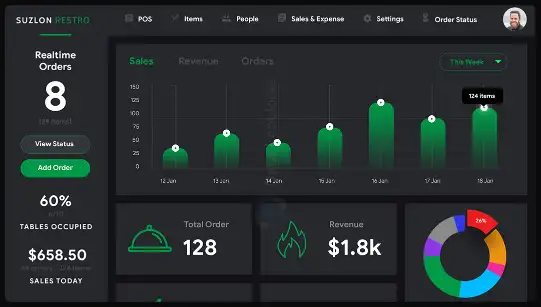 SUZLON RESTRO
POS
Items
People
Sales & Expense
Settings
Order Status
Realtime
Orders
8
View Status
Add Order
60%
TABLES OCCUPIED
$658.50
SALES TODAY
Sales
Revenue
Orders
This Week
124 items
150
125
100
75
50
25
0
12 Jan
13 Jan
14 Jan
15 Jan
16 Jan
17 Jan
18 Jan
Total Order
128
Revenue
$1.8k
26%